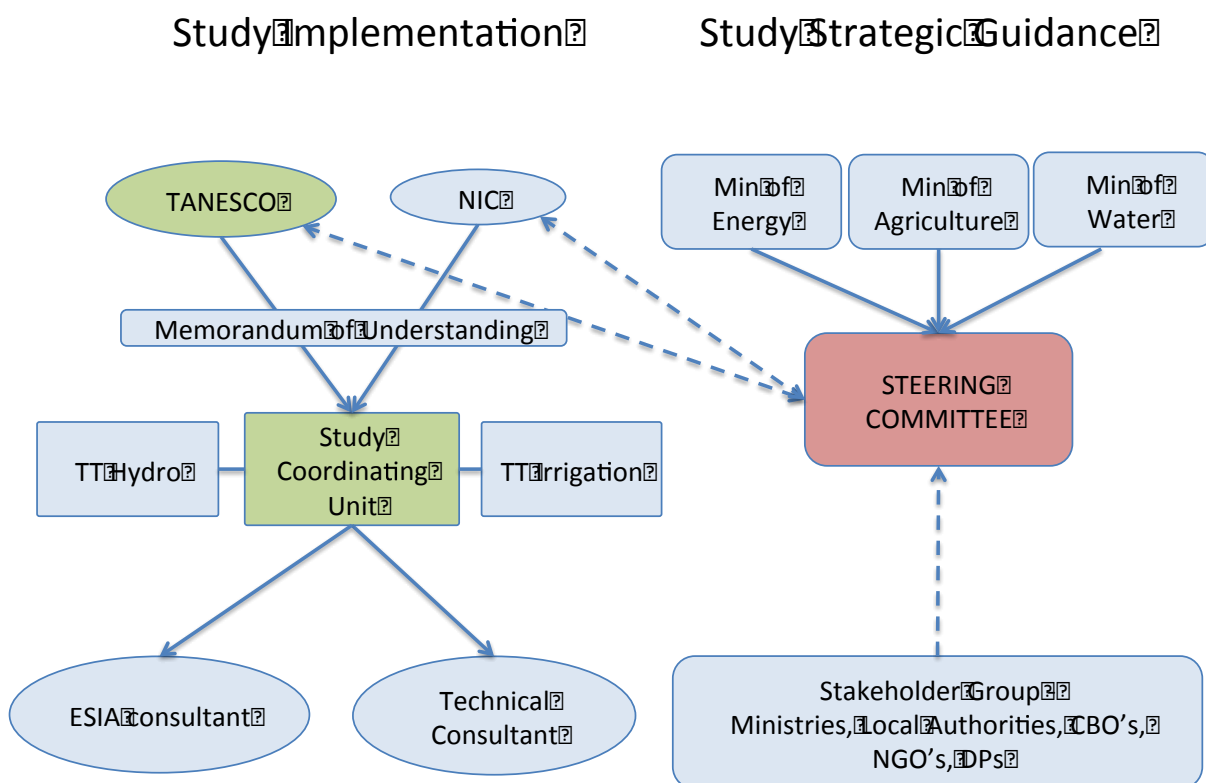 Study Implementation
Study Strategic Guidance
TANESCO
NIC
Min of
Energy
Min of
Agriculture
Min of
Water
Memorandum of Understanding
STEERING
COMMITTEE
TT Hydro
Study
Coordinating
Unit
TT Irrigation
ESIA consultant
Technical
Consultant
Stakeholder Group -
Ministries, Local Authorities, CBO's,
NGO's, DPs